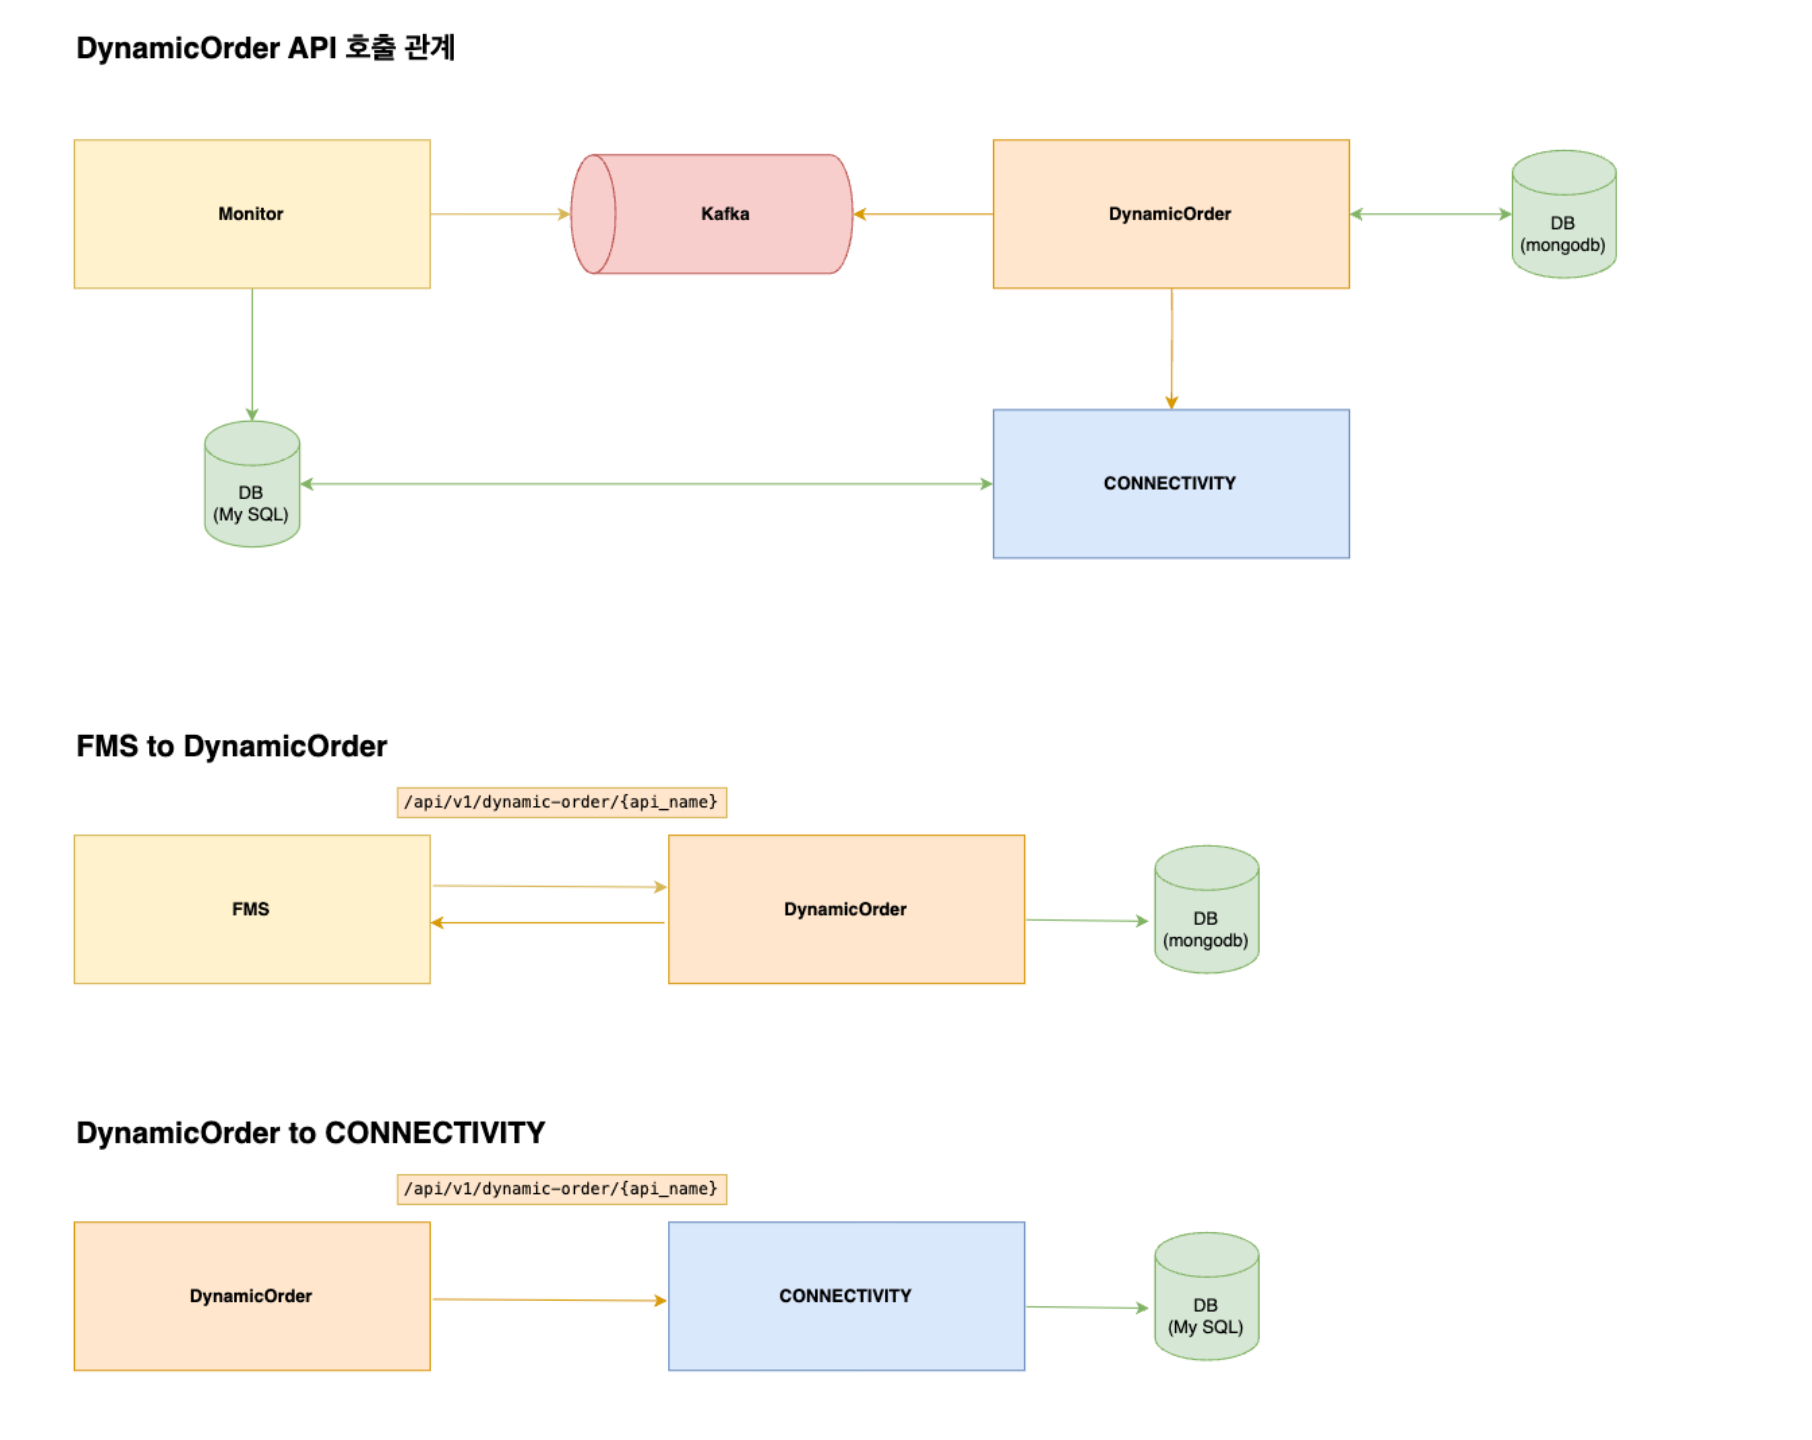 DynamicOrder API 호출 관계
Monitor
Kafka
DynamicOrder
DB
(mongodb)
DB
(My SQL)
CONNECTIVITY
FMS to DynamicOrder
/api/v1/dynamic-order/{api_name}
FMS
DynamicOrder
DB
(mongodb)
DynamicOrder to CONNECTIVITY
/api/v1/dynamic-order/{api_name}
DynamicOrder
CONNECTIVITY
DB
(My SQL)